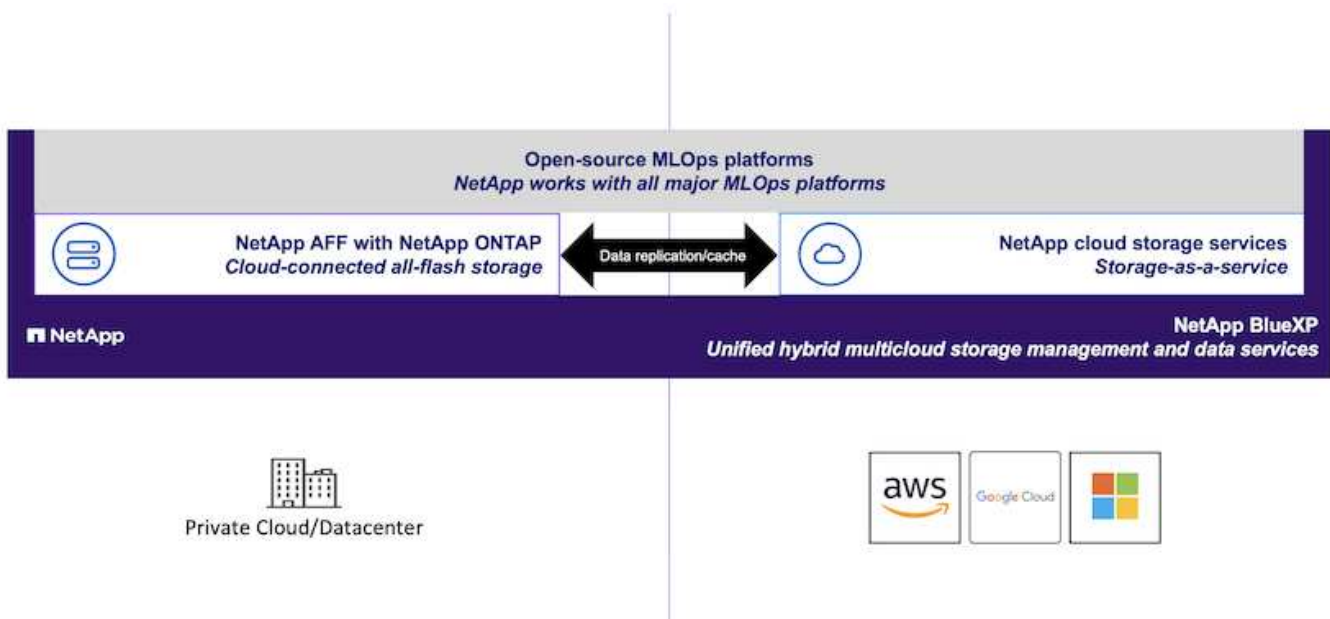 Open-source MLOps platforms
NetApp works with all major MLOps platforms
NetApp AFF with NetApp ONTAP
Cloud-connected all-flash storage
Data replication/cache
NetApp cloud storage services
Storage-as-a-service
NetApp
NetApp BlueXP
Unified hybrid multicloud storage management and data services
Private Cloud/Datacenter
aws
Google Cloud